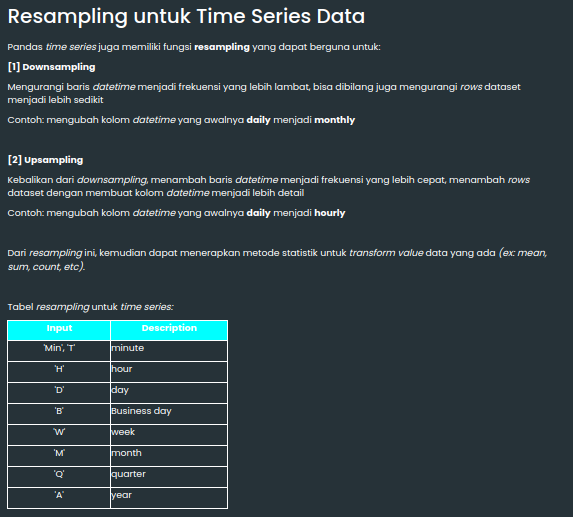 Resampling untuk Time Series Data
Pandas time series juga memiliki fungsi resampling yang dapat berguna untuk:
[1] Downsampling
Mengurangi baris datetime menjadi frekuensi yang lebih lambat, bisa dibilang juga mengurangi rows dataset
menjadi lebih sedikit
Contoh: mengubah kolom datetime yang awalnya daily menjadi monthly
[2] Upsampling
Kebalikan dari downsampling, menambah baris datetime menjadi frekuensi yang lebih cepat, menambah rows
dataset dengan membuat kolom datetime menjadi lebih detail
Contoh: mengubah kolom datetime yang awalnya daily menjadi hourly
Dari resampling ini, kemudian dapat menerapkan metode statistik untuk transform value data yang ada (ex: mean,
sum, count, etc).
Tabel resampling untuk time series:
Input Description
'Min', 'T' minute
'H' hour
'D' day
'B' Business day
'W' week
'M' month
'Q' quarter
'A' year